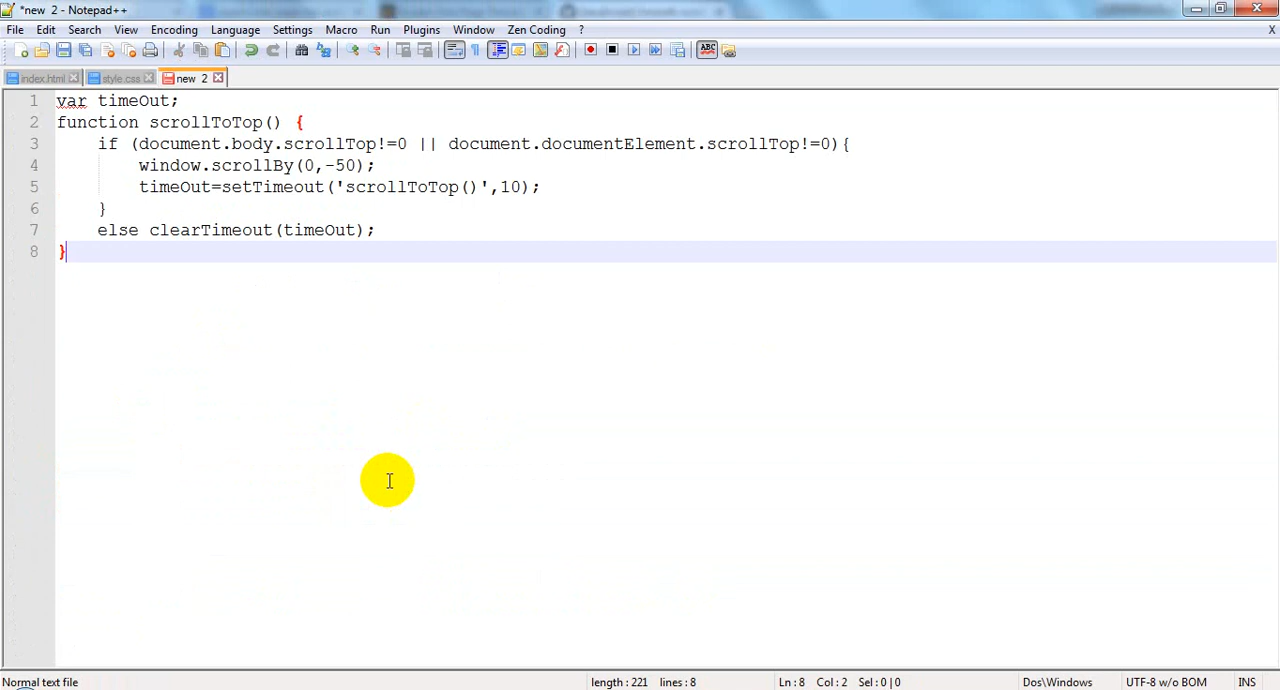 *new  2 - Notepad++
File Edit Search View Encoding Language Settings Macro Run Plugins Window Zen Coding ? X
ABC
index.html style.css new  2
1 var timeOut;
2 function scrollToTop() {
3     if (document.body.scrollTop!=0 || document.documentElement.scrollTop!=0){
4         window.scrollBy(0,-50);
5         timeOut=setTimeout('scrollToTop()',10);
6     }
7     else clearTimeout(timeOut);
8 }
Normal text file length : 221 lines : 8 Ln : 8 Col : 2 Sel : 0 | 0 Dos\Windows UTF-8 w/o BOM INS